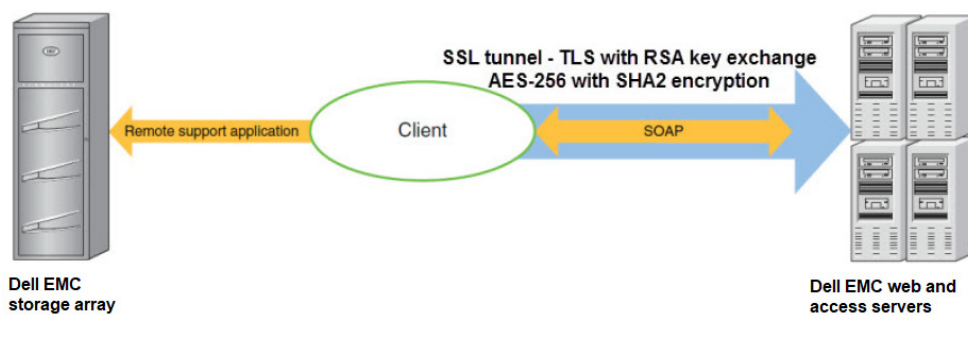 SSL tunnel - TLS with RSA key exchange
AES-256 with SHA2 encryption
Remote support application
Client
SOAP
Dell EMC
storage array
Dell EMC web and
access servers